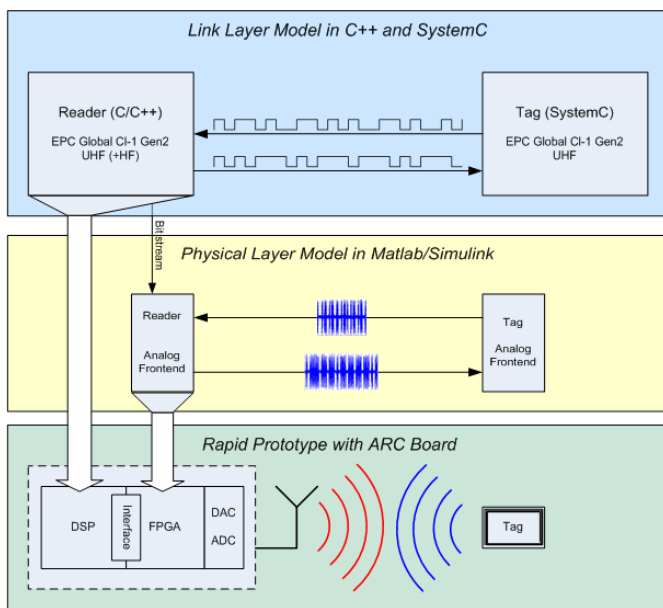 Link Layer Model in C++ and SystemC
Reader (C/C++)
EPC Global Cl-1 Gen2
UHF (+HF)
Tag (SystemC)
EPC Global Cl-1 Gen2
UHF
Bit stream
Physical Layer Model in Matlab/Simulink
Reader
Analog
Frontend
Tag
Analog
Frontend
Rapid Prototype with ARC Board
DSP
Interface
FPGA
DAC
ADC
Tag